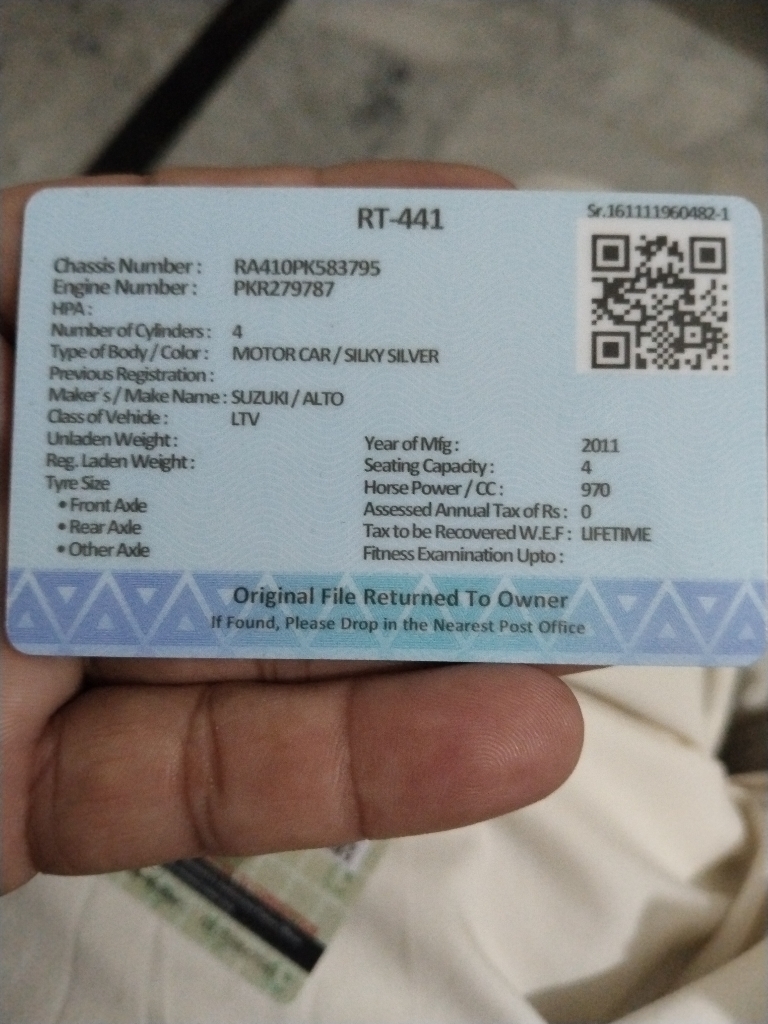 RT-441
Sr.161111960482-1
Chassis Number : RA410PK583795
Engine Number : PKR279787
HPA :
Number of Cylinders : 4
Type of Body / Color : MOTOR CAR / SILKY SILVER
Previous Registration :
Maker´s / Make Name : SUZUKI / ALTO
Class of Vehicle : LTV
Unladen Weight :
Reg. Laden Weight :
Tyre Size
• Front Axle
• Rear Axle
• Other Axle
Year of Mfg : 2011
Seating Capacity : 4
Horse Power / CC : 970
Assessed Annual Tax of Rs : 0
Tax to be Recovered W.E.F : LIFETIME
Fitness Examination Upto :
Original File Returned To Owner
If Found, Please Drop in the Nearest Post Office